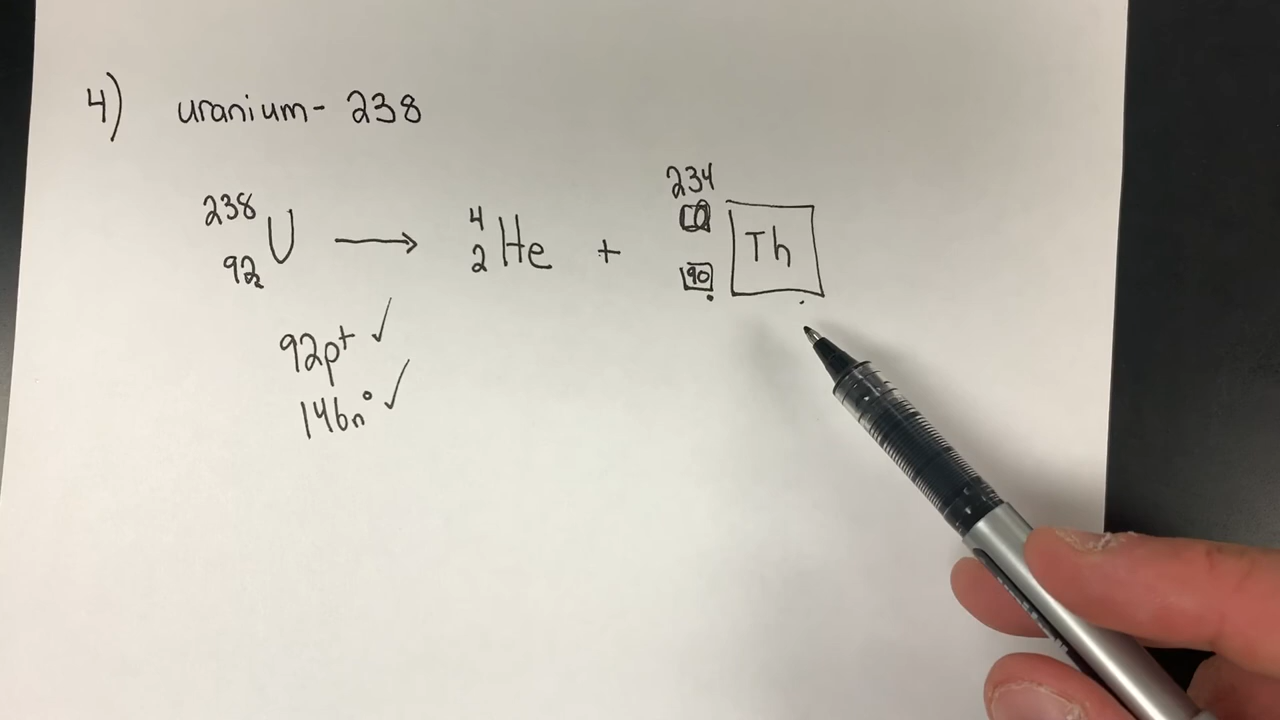 4) uranium- 238
238 92 U → 4 2 He + 234 90 Th
92p+ ✓
146n° ✓